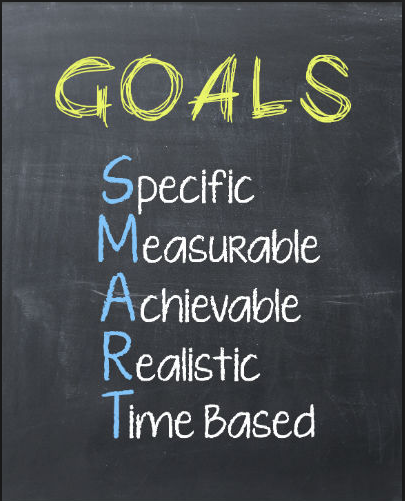 GOALS
Specific
Measurable
Achievable
Realistic
Time Based